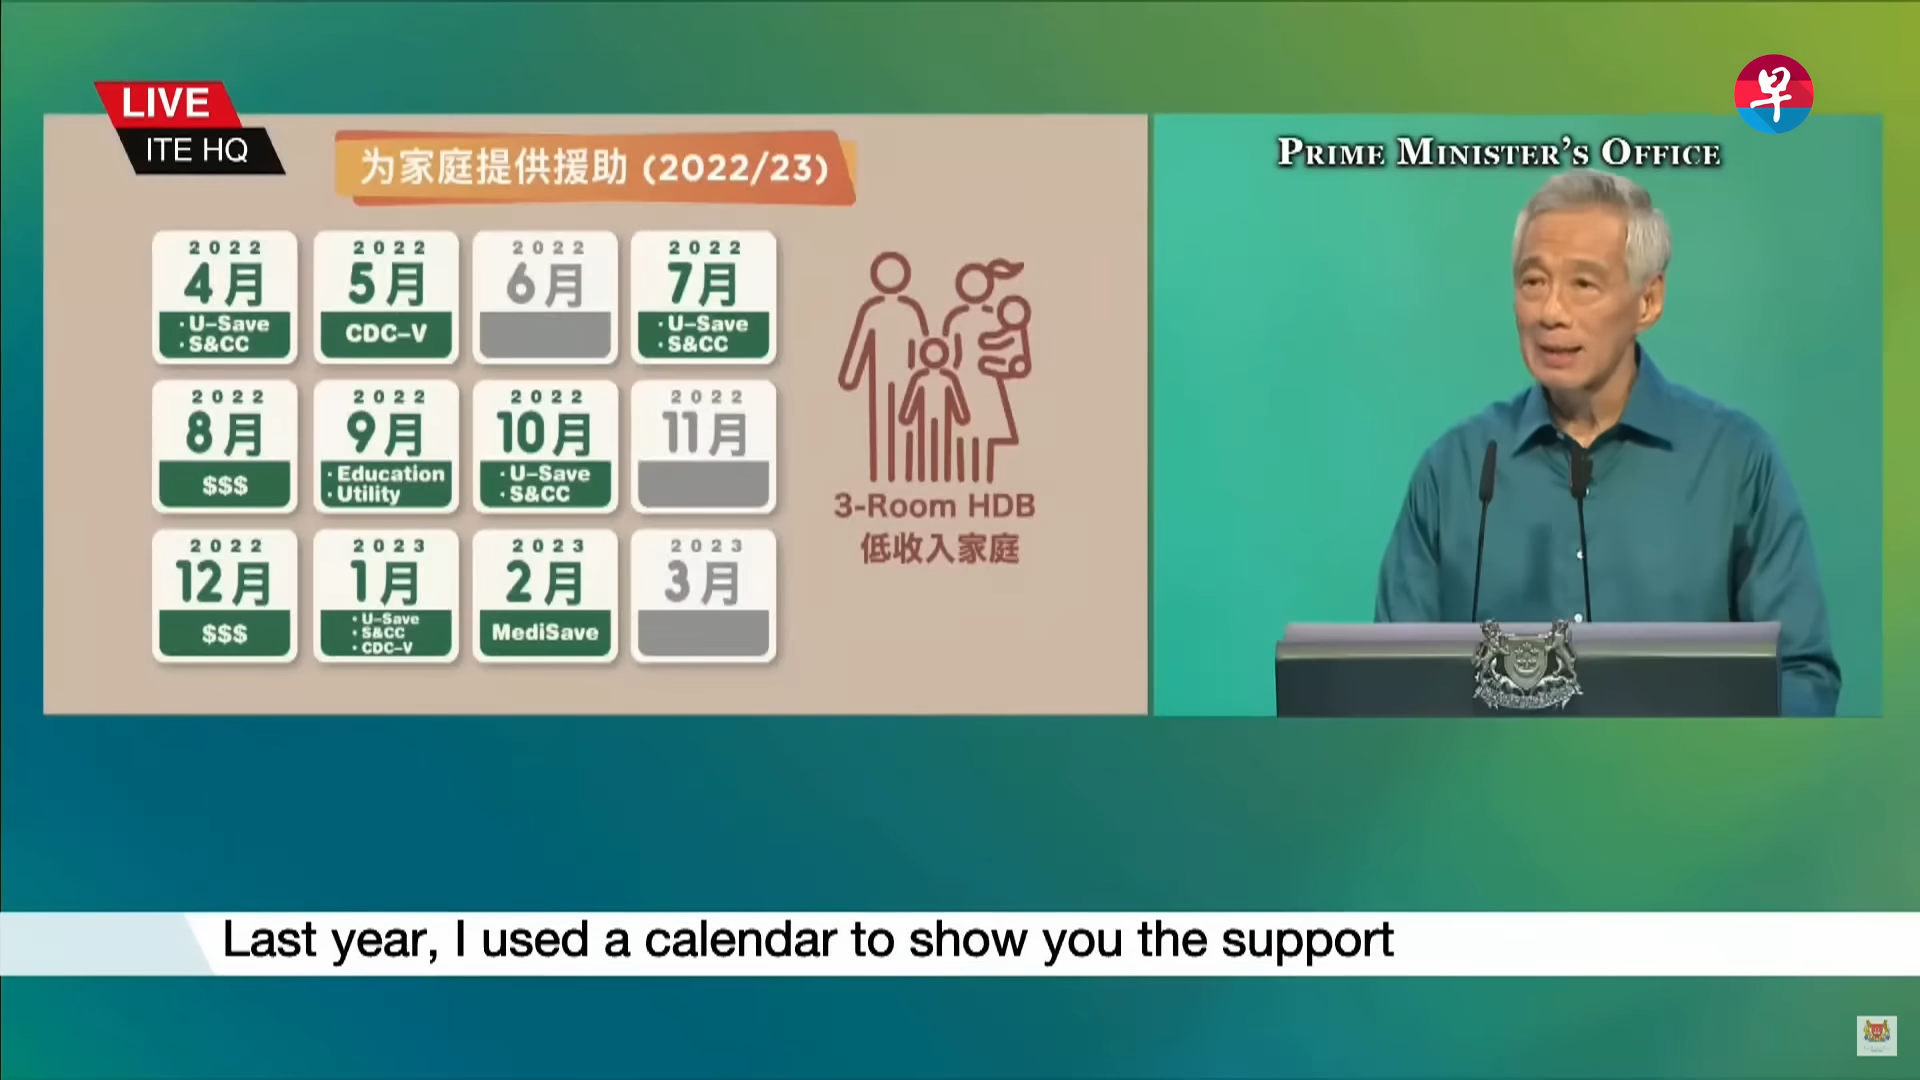 LIVE
ITE HQ
早
为家庭提供援助 (2022/23)
2022
4月
· U-Save
· S&CC
2022
5月
CDC-V
2022
6月
2022
7月
· U-Save
· S&CC
2022
8月
$$$
2022
9月
· Education
· Utility
2022
10月
· U-Save
· S&CC
2022
11月
2022
12月
$$$
2023
1月
· U-Save
· S&CC
· CDC-V
2023
2月
MediSave
2023
3月
3-Room HDB
低收入家庭
PRIME MINISTER'S OFFICE
Last year, I used a calendar to show you the support